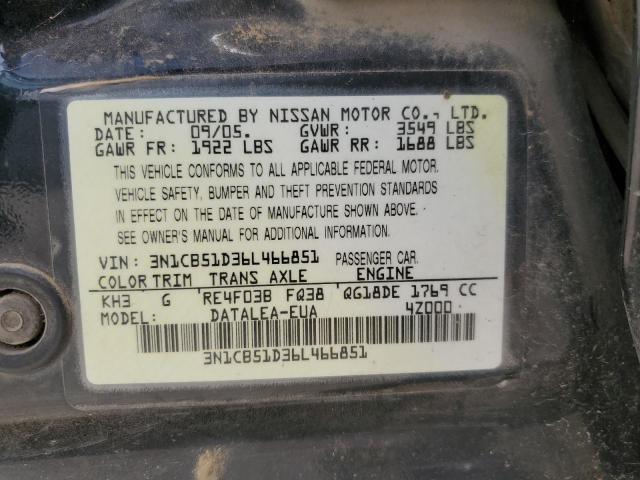 MANUFACTURED BY NISSAN MOTOR CO., LTD.
DATE: 09/05. GVWR: 3549 LBS
GAWR FR: 1922 LBS GAWR RR: 1688 LBS
THIS VEHICLE CONFORMS TO ALL APPLICABLE FEDERAL MOTOR
VEHICLE SAFETY, BUMPER AND THEFT PREVENTION STANDARDS
IN EFFECT ON THE DATE OF MANUFACTURE SHOWN ABOVE.
SEE OWNER'S MANUAL FOR ADDITIONAL INFORMATION.
VIN: 3N1CB51D36L466851 PASSENGER CAR.
COLOR TRIM TRANS AXLE ENGINE
KH3 G RE4F03B FQ38 QG18DE 1769 CC
MODEL: DATALEA-EUA 4Z000
3N1CB51D36L466851